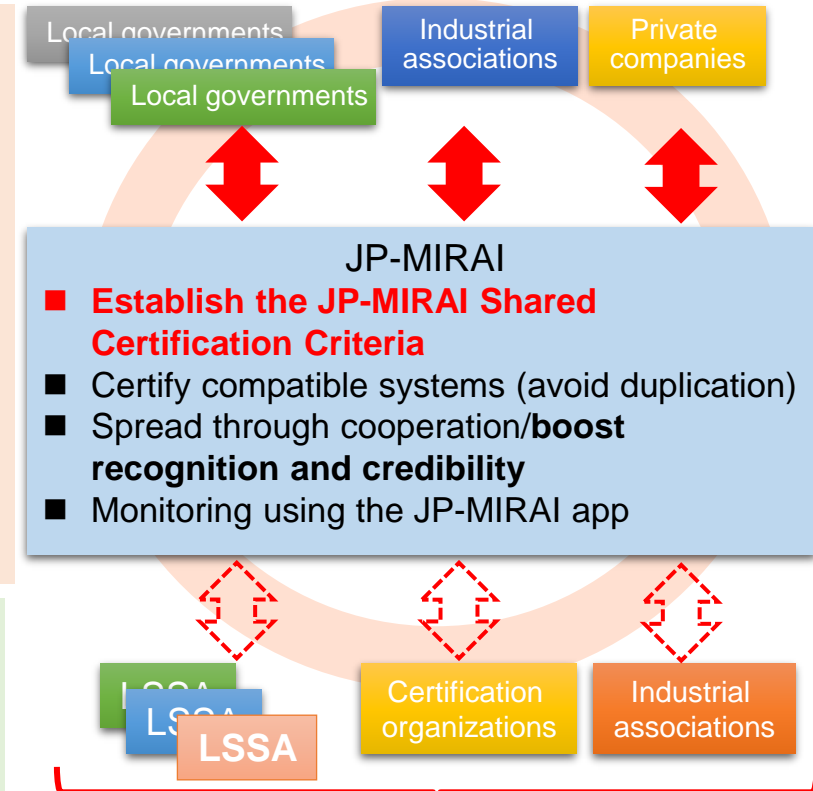 Local governments
Local governments
Local governments
Industrial
associations
Private
companies
JP-MIRAI
■ Establish the JP-MIRAI Shared
Certification Criteria
■ Certify compatible systems (avoid duplication)
■ Spread through cooperation/boost
recognition and credibility
■ Monitoring using the JP-MIRAI app
LSSA
LSSA
LSSA
Certification
organizations
Industrial
associations